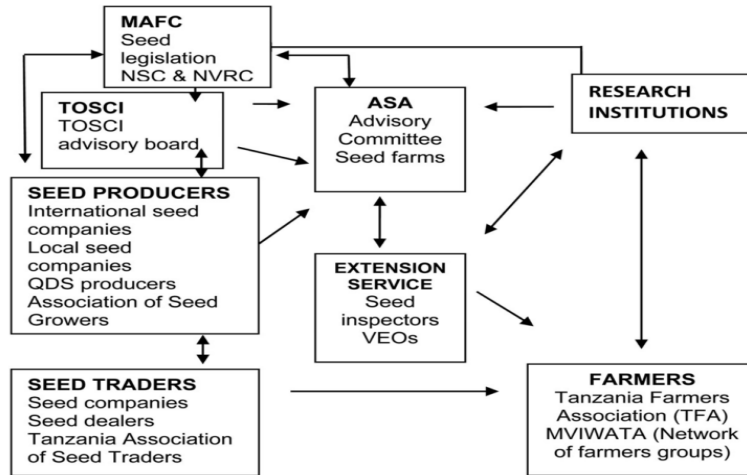 MAFC
Seed
legislation
NSC & NVRC
TOSCI
TOSCI
advisory board
ASA
Advisory
Committee
Seed farms
RESEARCH
INSTITUTIONS
SEED PRODUCERS
International seed
companies
Local seed
companies
QDS producers
Association of Seed
Growers
EXTENSION
SERVICE
Seed
inspectors
VEOs
SEED TRADERS
Seed companies
Seed dealers
Tanzania Association
of Seed Traders
FARMERS
Tanzania Farmers
Association (TFA)
MVIWATA (Network
of farmers groups)